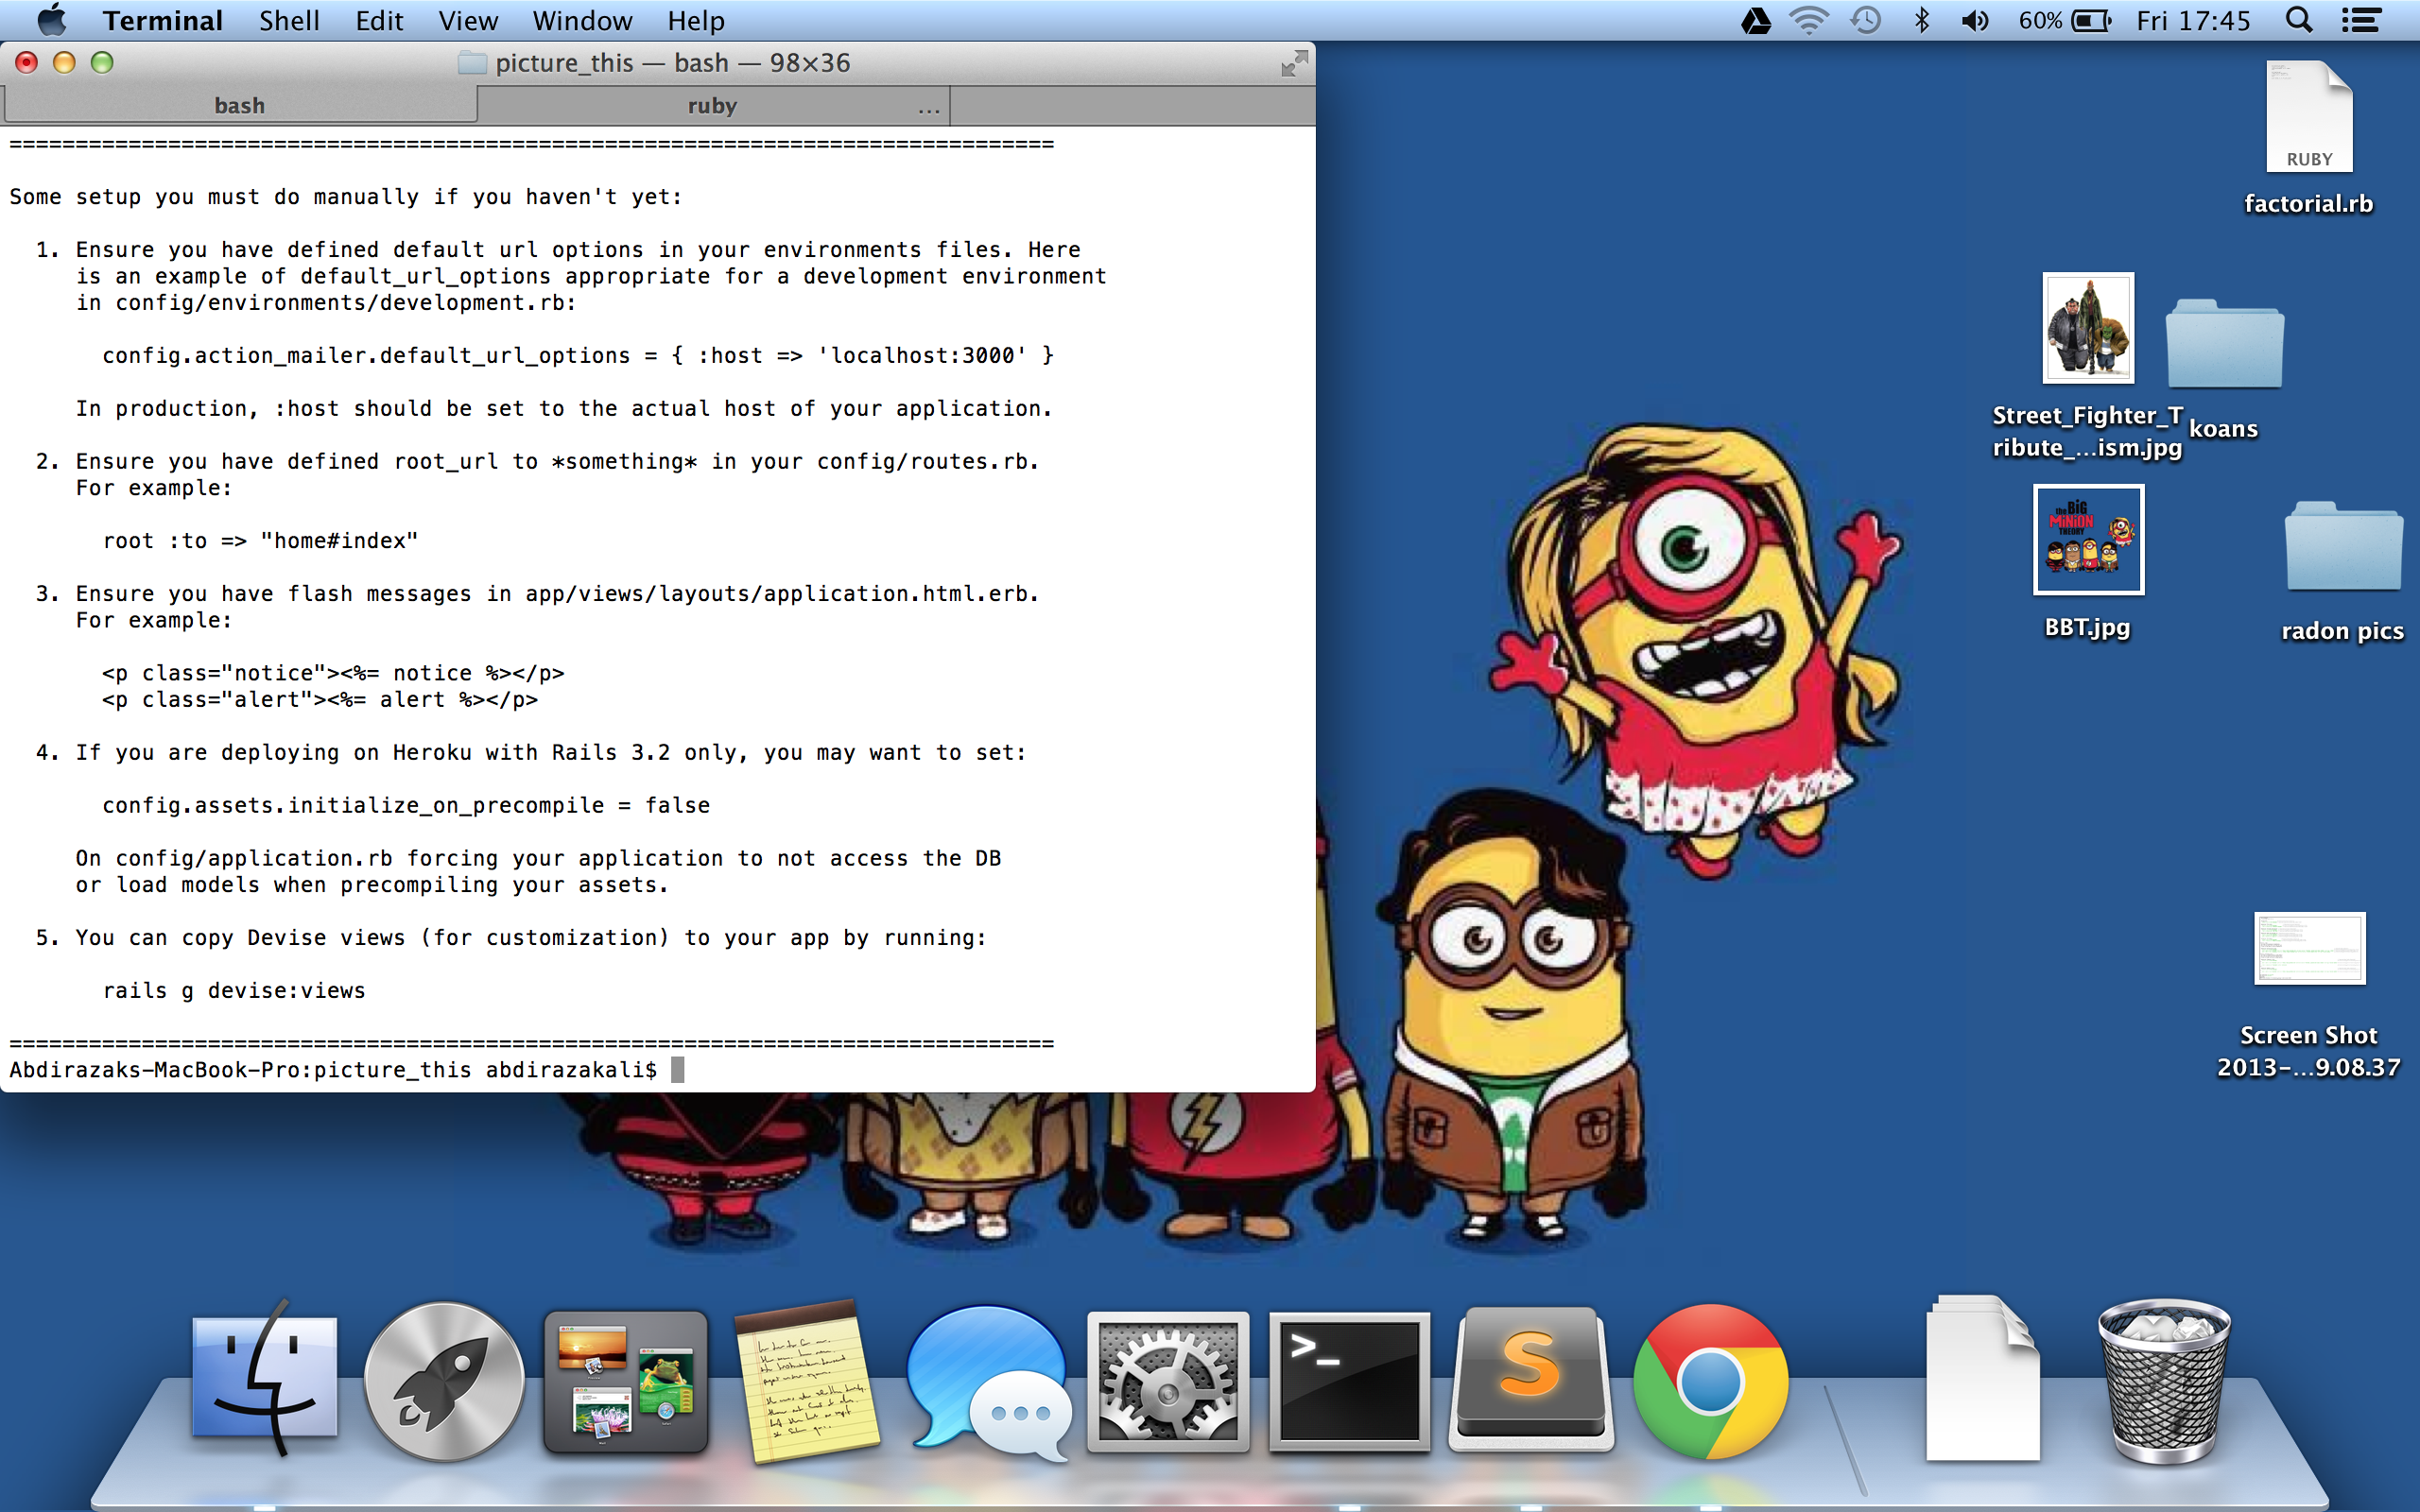 Terminal Shell Edit View Window Help
60% Fri 17:45
picture_this — bash — 98×36
bash
ruby ...
===============================================================================
Some setup you must do manually if you haven't yet:
1. Ensure you have defined default url options in your environments files. Here
is an example of default_url_options appropriate for a development environment
in config/environments/development.rb:
config.action_mailer.default_url_options = { :host => 'localhost:3000' }
In production, :host should be set to the actual host of your application.
2. Ensure you have defined root_url to *something* in your config/routes.rb.
For example:
root :to => "home#index"
3. Ensure you have flash messages in app/views/layouts/application.html.erb.
For example:
<p class="notice"><%= notice %></p>
<p class="alert"><%= alert %></p>
4. If you are deploying on Heroku with Rails 3.2 only, you may want to set:
config.assets.initialize_on_precompile = false
On config/application.rb forcing your application to not access the DB
or load models when precompiling your assets.
5. You can copy Devise views (for customization) to your app by running:
rails g devise:views
===============================================================================
Abdirazaks-MacBook-Pro:picture_this abdirazakali$
RUBY
factorial.rb
Street_Fighter_T
ribute_...ism.jpg
koans
the BiG
MiNiON
THEORY
BBT.jpg
radon pics
Screen Shot
2013-...9.08.37
>_
S